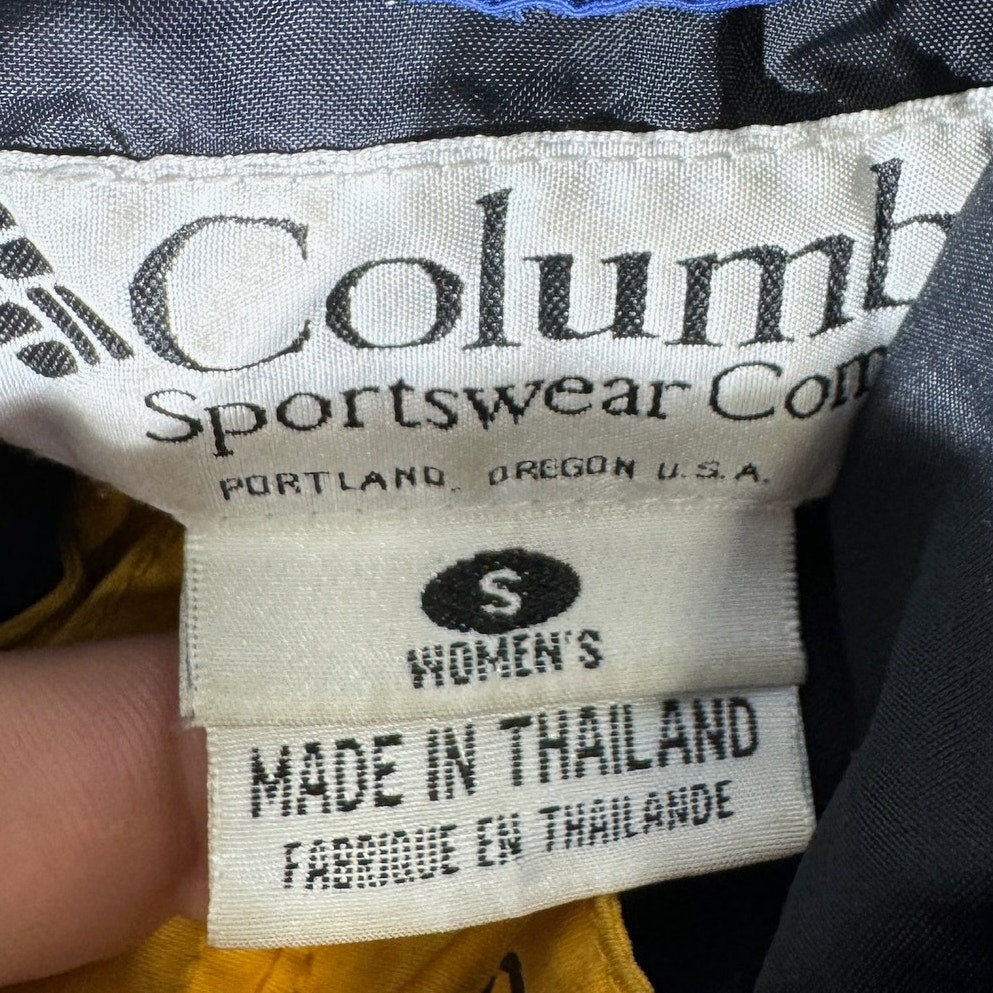 Columb
Sportswear Com
PORTLAND, OREGON U.S.A.
S
WOMEN'S
MADE IN THAILAND
FABRIQUE EN THAILANDE